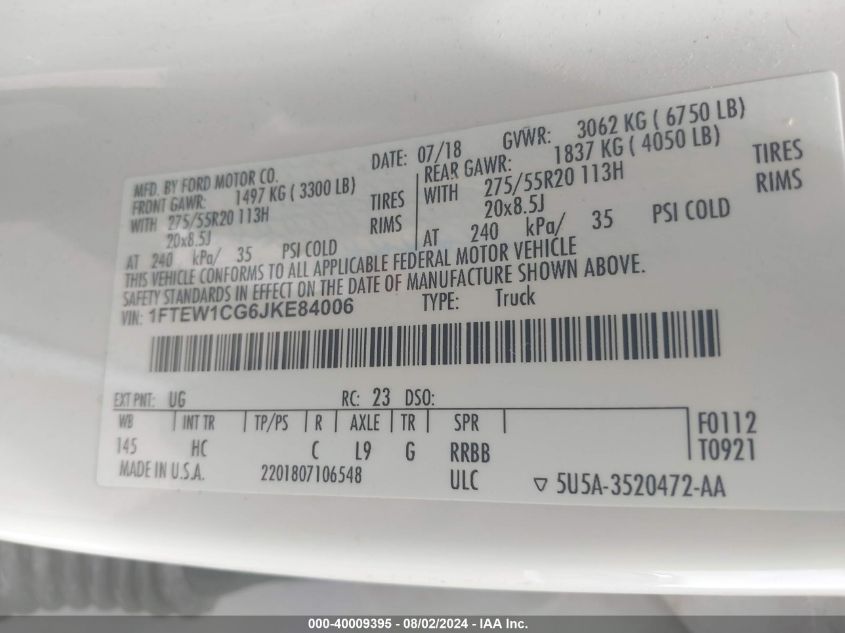 MFD. BY FORD MOTOR CO. DATE: 07/18 GVWR: 3062 KG ( 6750 LB)
FRONT GAWR: 1497 KG ( 3300 LB) REAR GAWR: 1837 KG ( 4050 LB)
WITH 275/55R20 113H TIRES WITH 275/55R20 113H TIRES
20x8.5J RIMS 20x8.5J RIMS
AT 240 kPa/ 35 PSI COLD AT 240 kPa/ 35 PSI COLD
THIS VEHICLE CONFORMS TO ALL APPLICABLE FEDERAL MOTOR VEHICLE
SAFETY STANDARDS IN EFFECT ON THE DATE OF MANUFACTURE SHOWN ABOVE.
VIN: 1FTEW1CG6JKE84006 TYPE: Truck
EXT PNT: UG RC: 23 DSO:
WB INT TR TP/PS R AXLE TR SPR F0112
145 HC C L9 G RRBB T0921
MADE IN U.S.A. 2201807106548 ULC ▽ 5U5A-3520472-AA
000-40009395 - 08/02/2024 - IAA Inc.